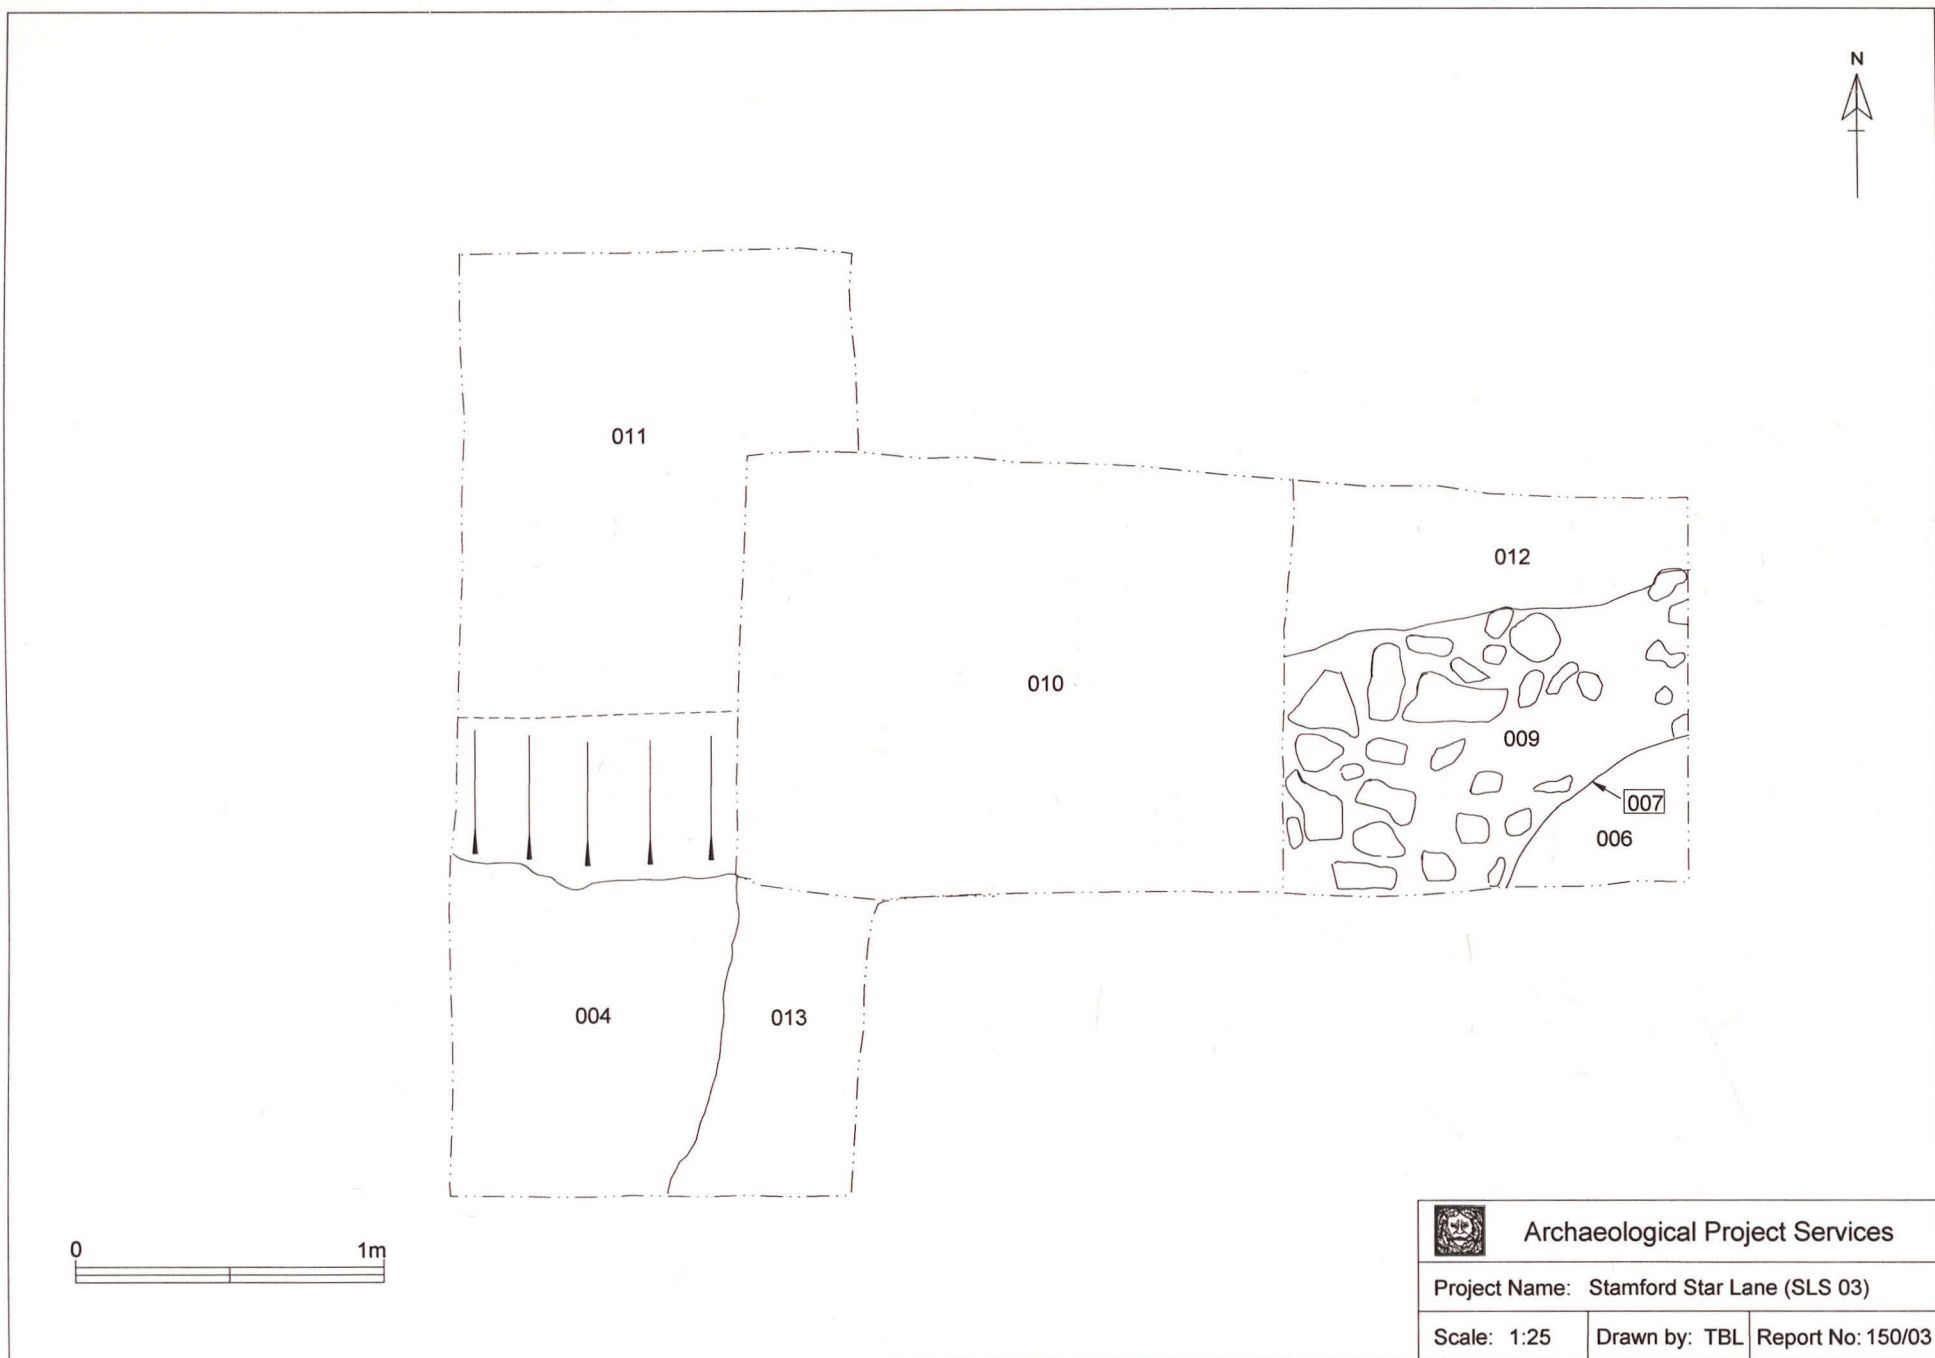 N
011
012
010
009
007
006
004
013
0 1m
Archaeological Project Services
Project Name: Stamford Star Lane (SLS 03)
Scale: 1:25 Drawn by: TBL Report No: 150/03